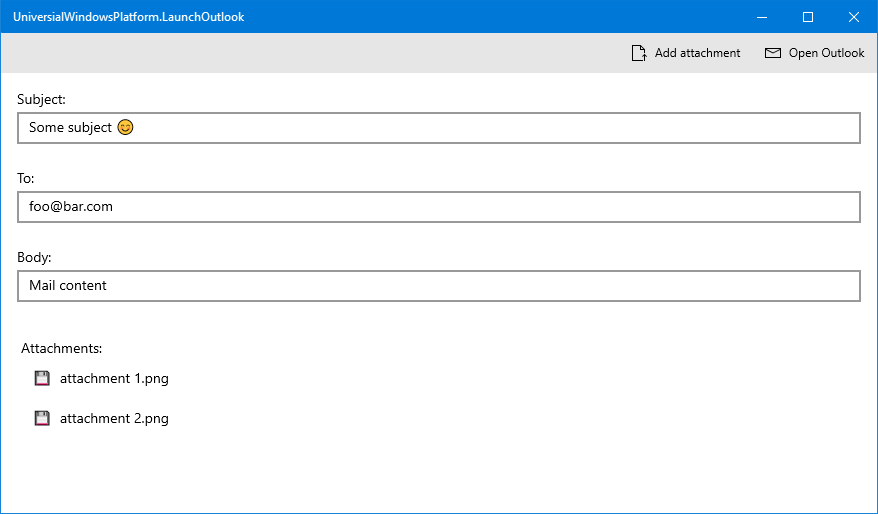 UniversialWindowsPlatform.LaunchOutlook
Add attachment Open Outlook
Subject:
Some subject 😊
To:
foo@bar.com
Body:
Mail content
Attachments:
attachment 1.png
attachment 2.png